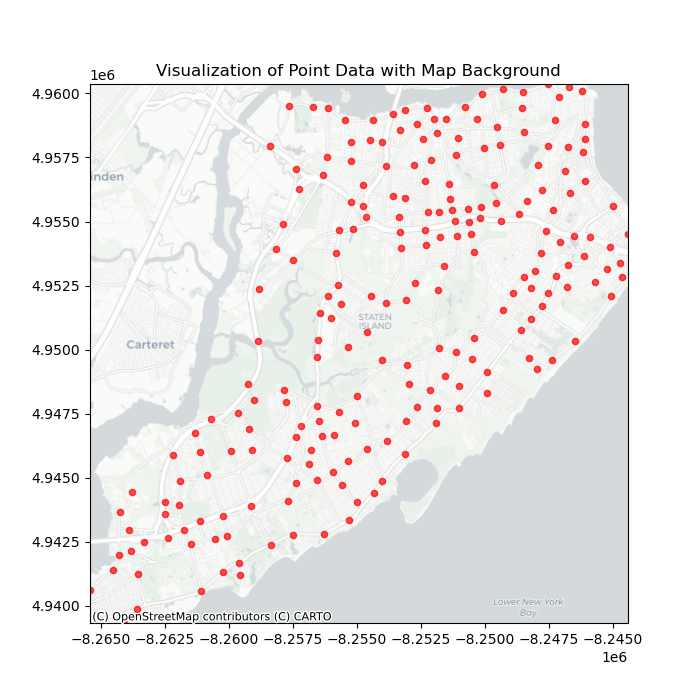 Visualization of Point Data with Map Background
1e6
4.9600
4.9575
4.9550
4.9525
4.9500
4.9475
4.9450
4.9425
4.9400
inden
Carteret
STATEN
ISLAND
Lower New York
Bay
(C) OpenStreetMap contributors (C) CARTO
−8.2650 −8.2625 −8.2600 −8.2575 −8.2550 −8.2525 −8.2500 −8.2475 −8.2450
1e6